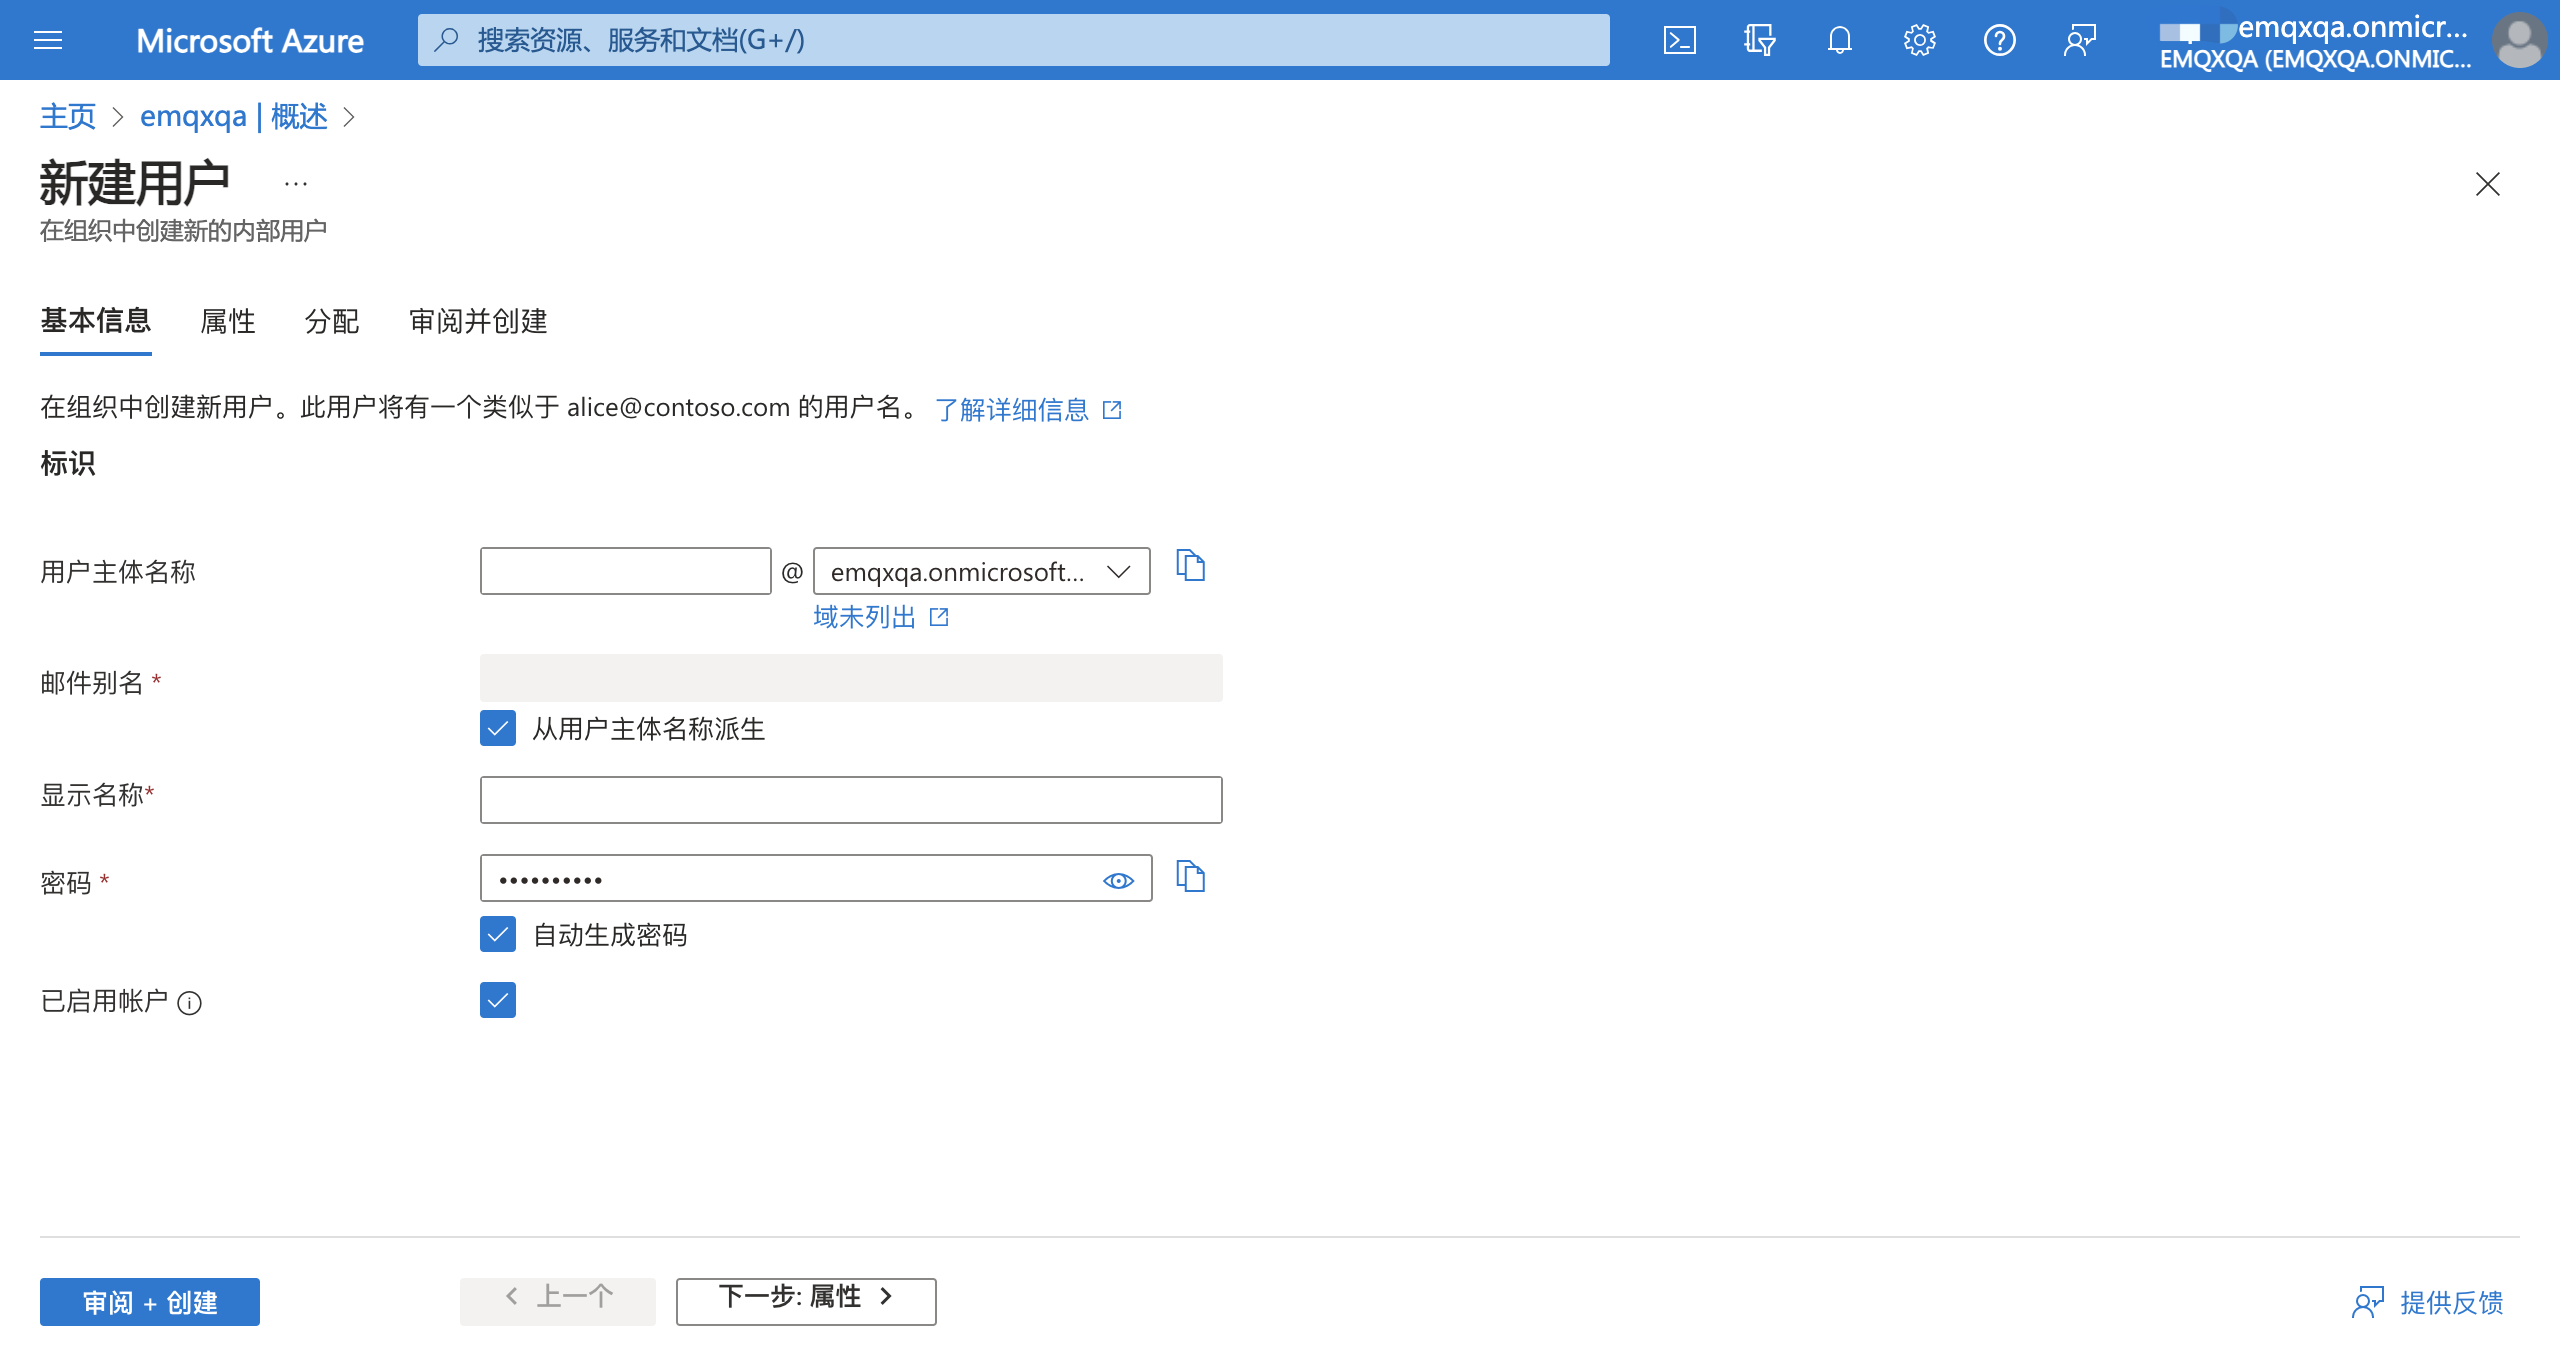 Microsoft Azure
搜索资源、服务和文档(G+/)
emqxqa.onmicr...
EMQXQA (EMQXQA.ONMIC...
主页 > emqxqa | 概述 >
新建用户 ...
在组织中创建新的内部用户
基本信息 属性 分配 审阅并创建
在组织中创建新用户。此用户将有一个类似于 alice@contoso.com 的用户名。 了解详细信息
标识
用户主体名称 @ emqxqa.onmicrosoft...
域未列出
邮件别名 *
从用户主体名称派生
显示名称*
密码 * ••••••••••
自动生成密码
已启用帐户
审阅 + 创建 < 上一个 下一步: 属性 > 提供反馈